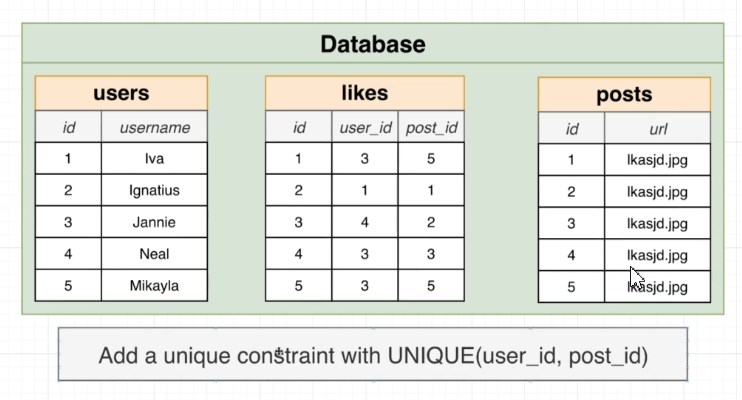 Database
users likes posts
id username id user_id post_id id url
1 Iva 1 3 5 1 lkasjd.jpg
2 Ignatius 2 1 1 2 lkasjd.jpg
3 Jannie 3 4 2 3 lkasjd.jpg
4 Neal 4 3 3 4 lkasjd.jpg
5 Mikayla 5 3 5 5 lkasjd.jpg
Add a unique constraint with UNIQUE(user_id, post_id)